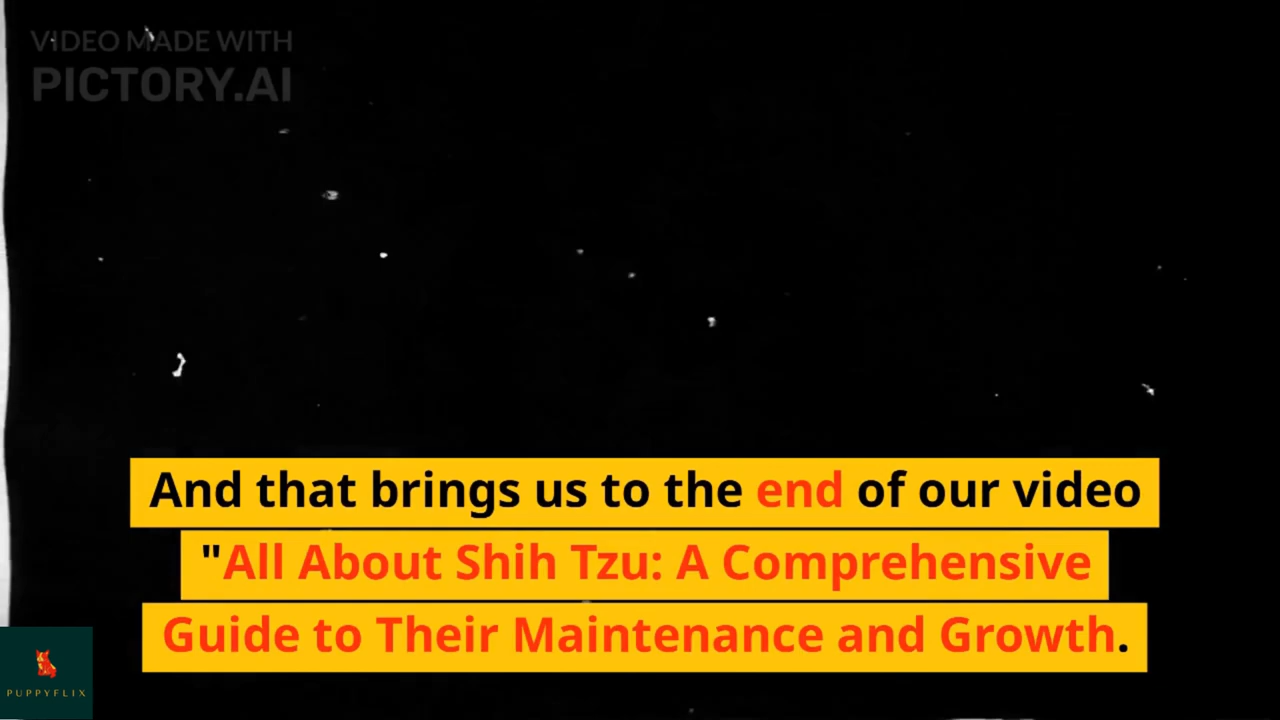 VIDEO MADE WITH
PICTORY.AI
And that brings us to the end of our video
"All About Shih Tzu: A Comprehensive
Guide to Their Maintenance and Growth.
PUPPYFLIX